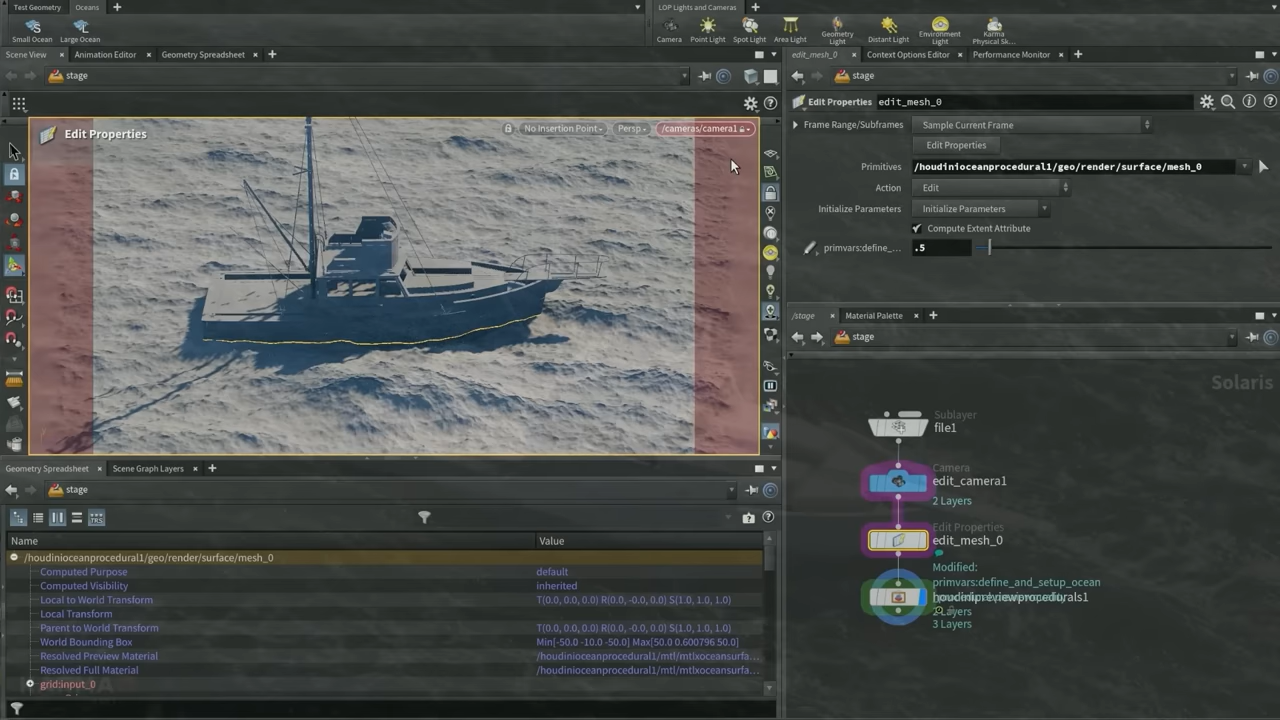 Test Geometry
Oceans
LOP Lights and Cameras
Small Ocean
Large Ocean
Camera
Point Light
Spot Light
Area Light
Geometry Light
Distant Light
Environment Light
Karma Physical Sk...
Scene View
Animation Editor
Geometry Spreadsheet
edit_mesh_0
Context Options Editor
Performance Monitor
stage
stage
Edit Properties
edit_mesh_0
Edit Properties
No Insertion Point
Persp
/cameras/camera1
Frame Range/Subframes
Sample Current Frame
Edit Properties
Primitives
/houdinioceanprocedural1/geo/render/surface/mesh_0
Action
Edit
Initialize Parameters
Initialize Parameters
Compute Extent Attribute
primvars:define_...
.5
/stage
Material Palette
stage
Solaris
Sublayer
file1
Camera
edit_camera1
2 Layers
Edit Properties
edit_mesh_0
Modified:
primvars:define_and_setup_ocean
3 Layers
Geometry Spreadsheet
Scene Graph Layers
stage
Name
Value
/houdinioceanprocedural1/geo/render/surface/mesh_0
Computed Purpose
default
Computed Visibility
inherited
Local to World Transform
T(0.0, 0.0, 0.0) R(0.0, -0.0, 0.0) S(1.0, 1.0, 1.0)
Local Transform
Parent to World Transform
T(0.0, 0.0, 0.0) R(0.0, -0.0, 0.0) S(1.0, 1.0, 1.0)
World Bounding Box
Min[-50.0 -10.0 -50.0] Max[50.0 0.600796 50.0]
Resolved Preview Material
/houdinioceanprocedural1/mtl/mtlxoceansurfa...
Resolved Full Material
/houdinioceanprocedural1/mtl/mtlxoceansurfa...
grid:input_0